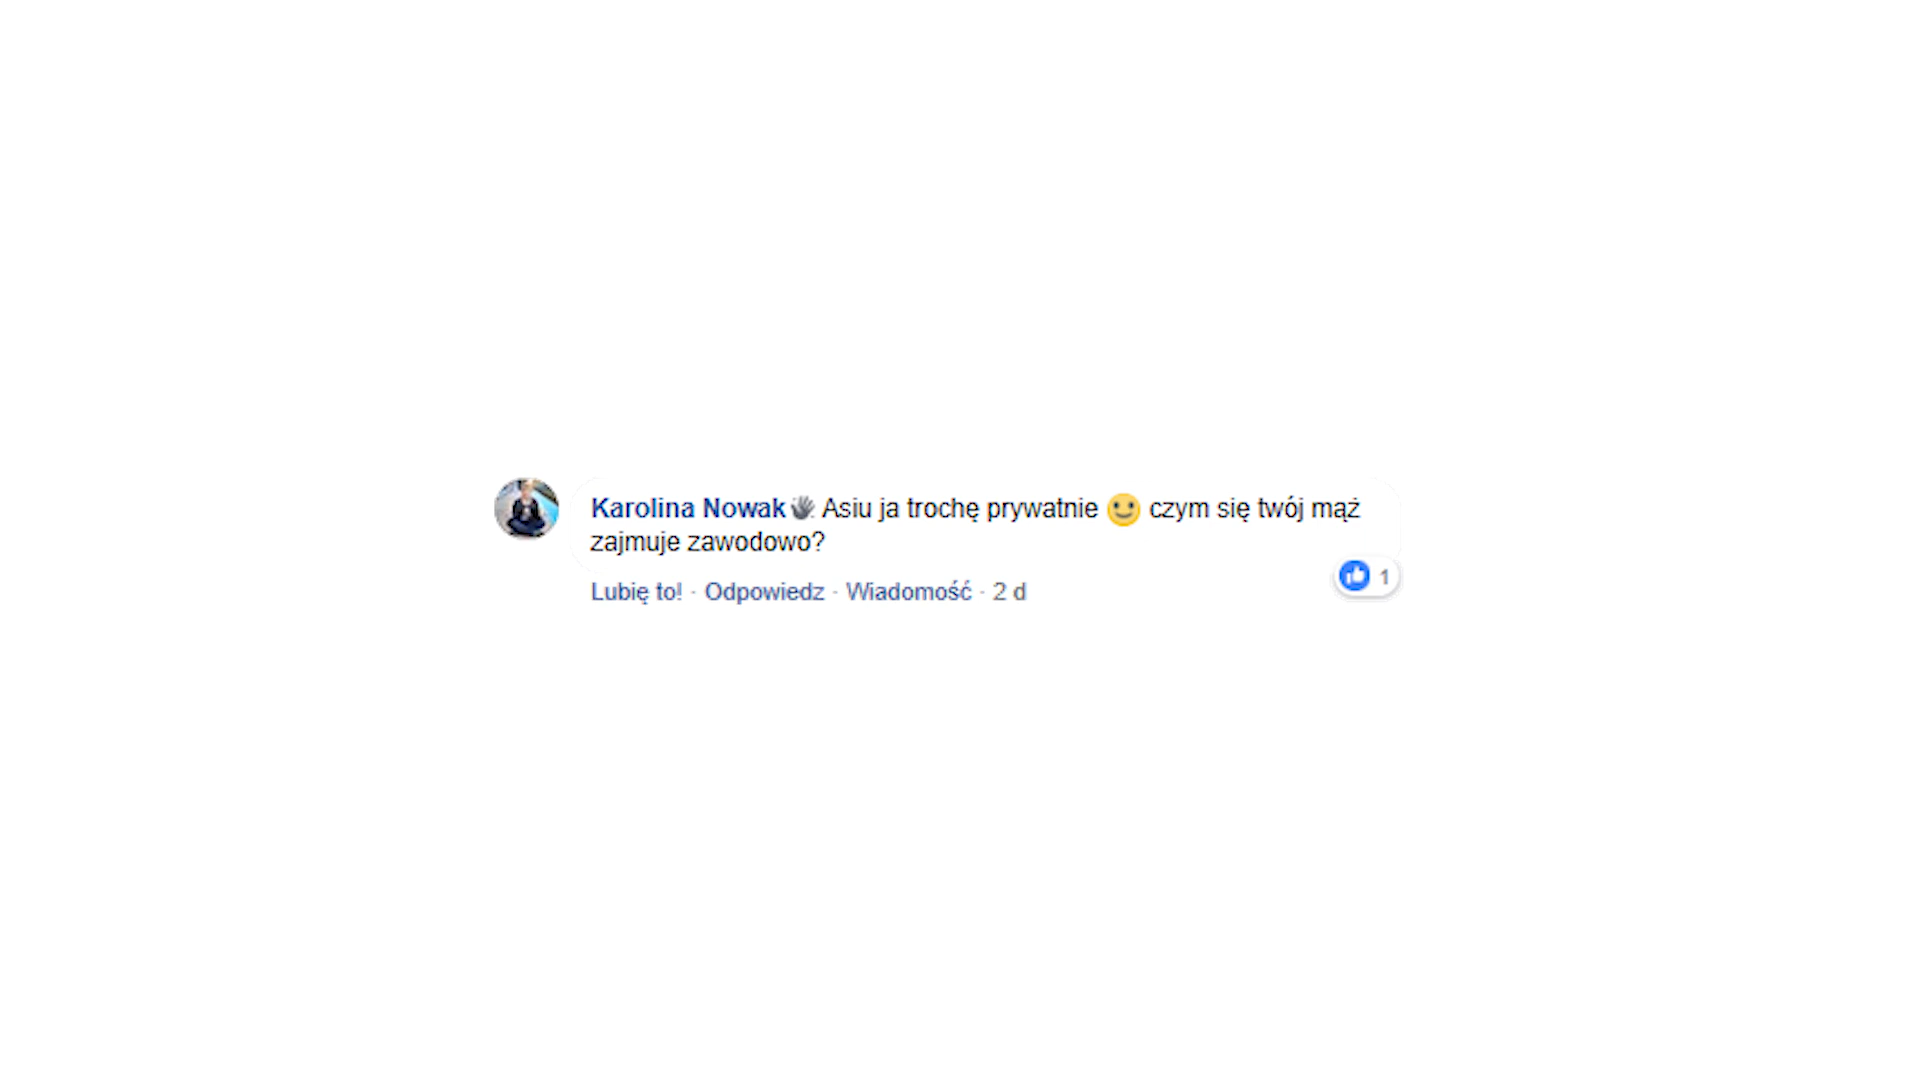 Karolina Nowak👋 Asiu ja trochę prywatnie 🙂 czym się twój mąż
zajmuje zawodowo?
1
Lubię to! · Odpowiedz · Wiadomość · 2 d